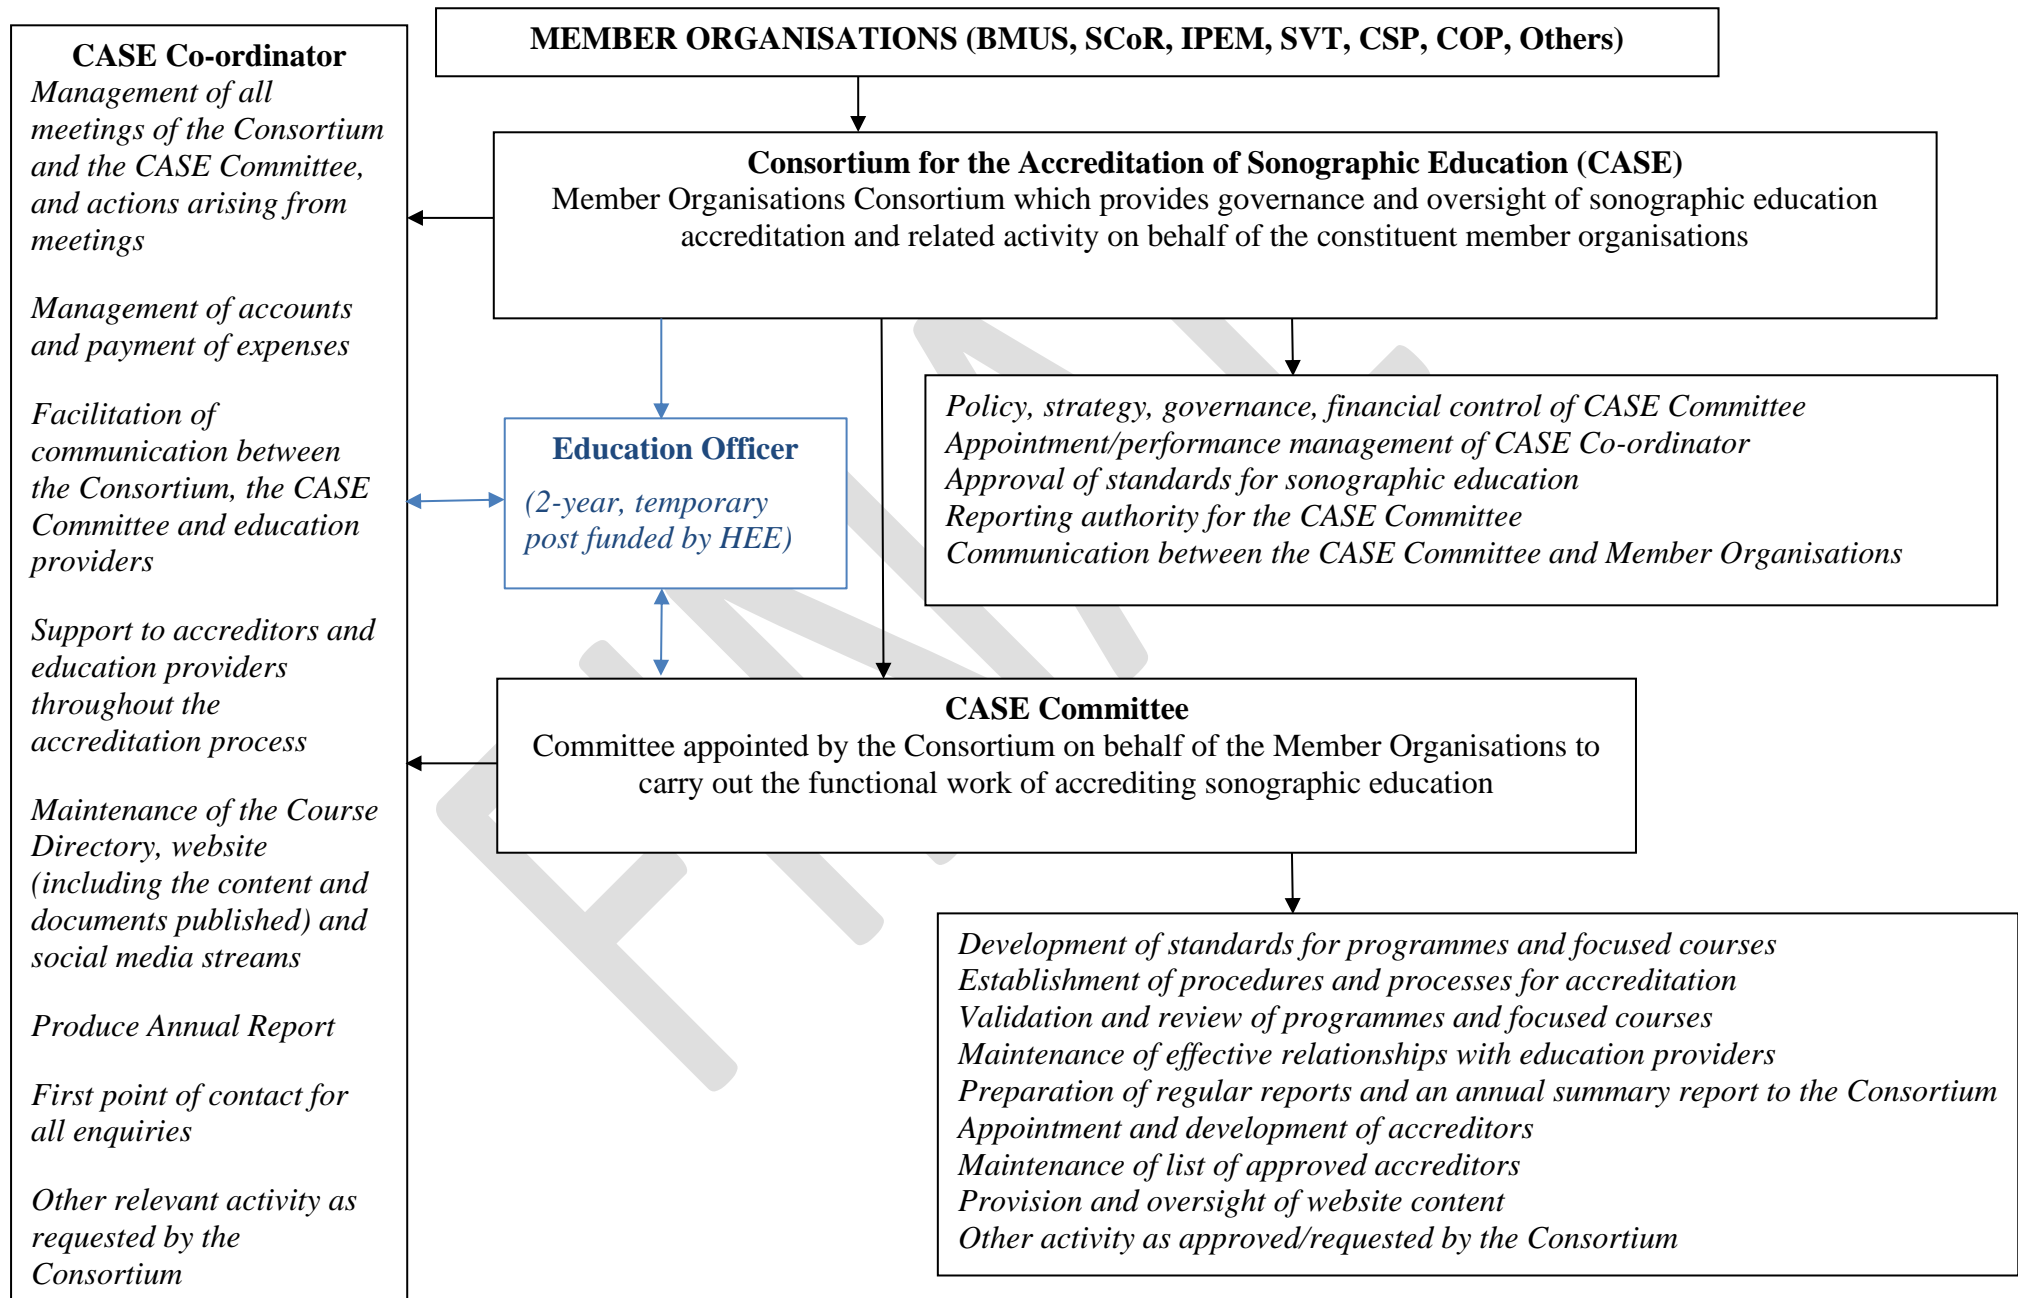 MEMBER ORGANISATIONS (BMUS, SCoR, IPEM, SVT, CSP, COP, Others)
CASE Co-ordinator
Management of all
meetings of the Consortium
and the CASE Committee,
and actions arising from
meetings
Management of accounts
and payment of expenses
Facilitation of
communication between
the Consortium, the CASE
Committee and education
providers
Support to accreditors and
education providers
throughout the
accreditation process
Maintenance of the Course
Directory, website
(including the content and
documents published) and
social media streams
Produce Annual Report
First point of contact for
all enquiries
Other relevant activity as
requested by the
Consortium
Consortium for the Accreditation of Sonographic Education (CASE)
Member Organisations Consortium which provides governance and oversight of sonographic education
accreditation and related activity on behalf of the constituent member organisations
Education Officer
(2-year, temporary
post funded by HEE)
Policy, strategy, governance, financial control of CASE Committee
Appointment/performance management of CASE Co-ordinator
Approval of standards for sonographic education
Reporting authority for the CASE Committee
Communication between the CASE Committee and Member Organisations
CASE Committee
Committee appointed by the Consortium on behalf of the Member Organisations to
carry out the functional work of accrediting sonographic education
Development of standards for programmes and focused courses
Establishment of procedures and processes for accreditation
Validation and review of programmes and focused courses
Maintenance of effective relationships with education providers
Preparation of regular reports and an annual summary report to the Consortium
Appointment and development of accreditors
Maintenance of list of approved accreditors
Provision and oversight of website content
Other activity as approved/requested by the Consortium
FINAL